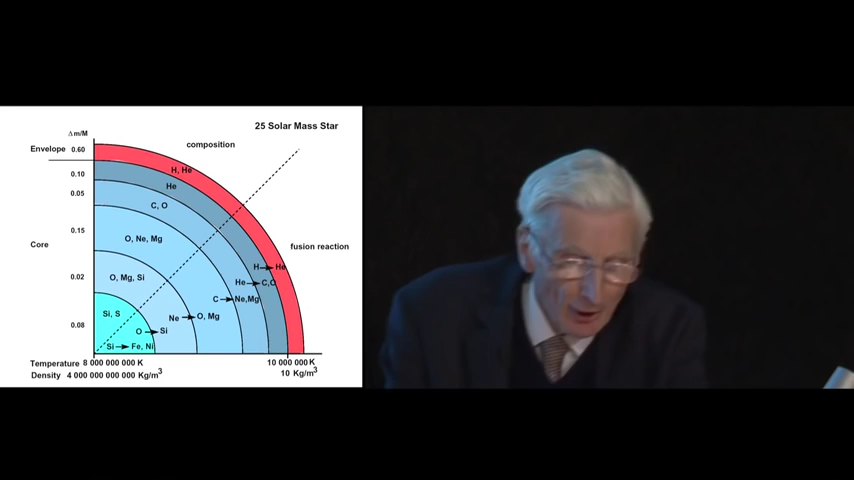 25 Solar Mass Star
Δm/M
composition
Envelope 0.60
H, He
0.10
He
0.05
C, O
0.15
O, Ne, Mg
Core
fusion reaction
H→He
0.02
O, Mg, Si
He→C,O
C→Ne,Mg
Si, S
Ne→O, Mg
0.08
O→Si
Si→Fe, Ni
Temperature 8 000 000 000 K 10 000 000 K
Density 4 000 000 000 000 Kg/m³ 10 Kg/m³